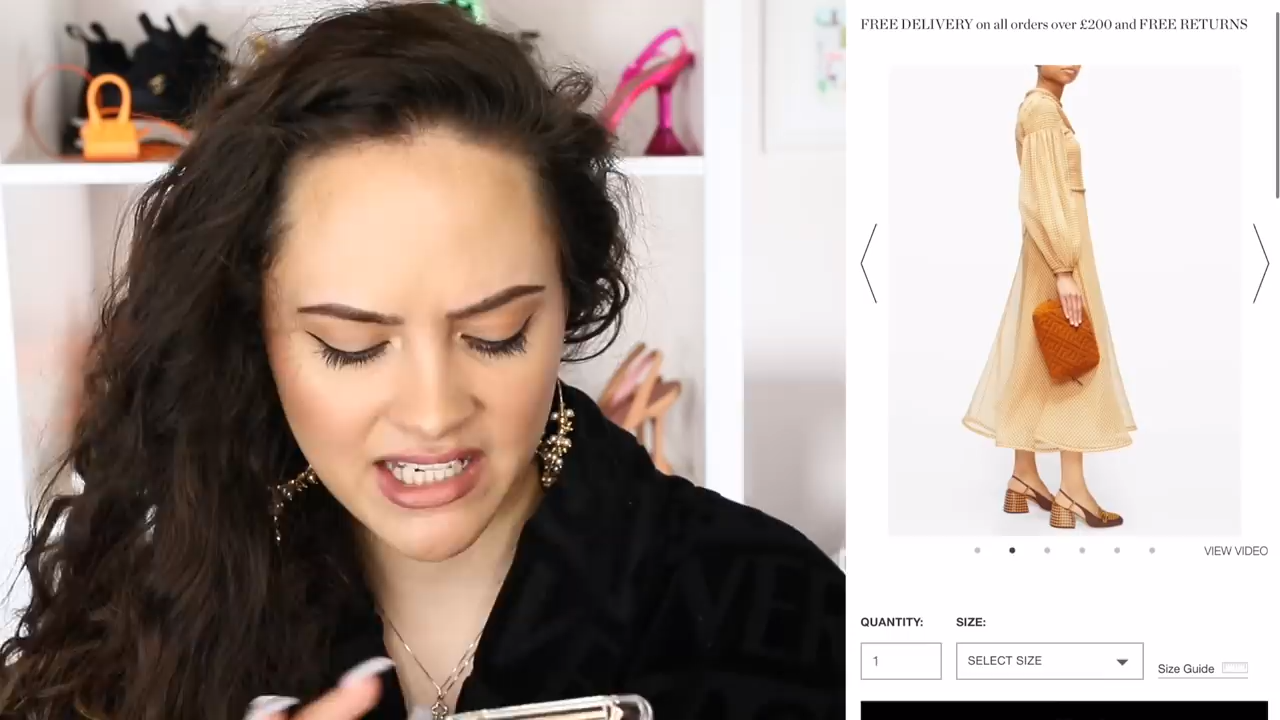 FREE DELIVERY on all orders over £200 and FREE RETURNS
VIEW VIDEO
QUANTITY: SIZE:
1 SELECT SIZE Size Guide